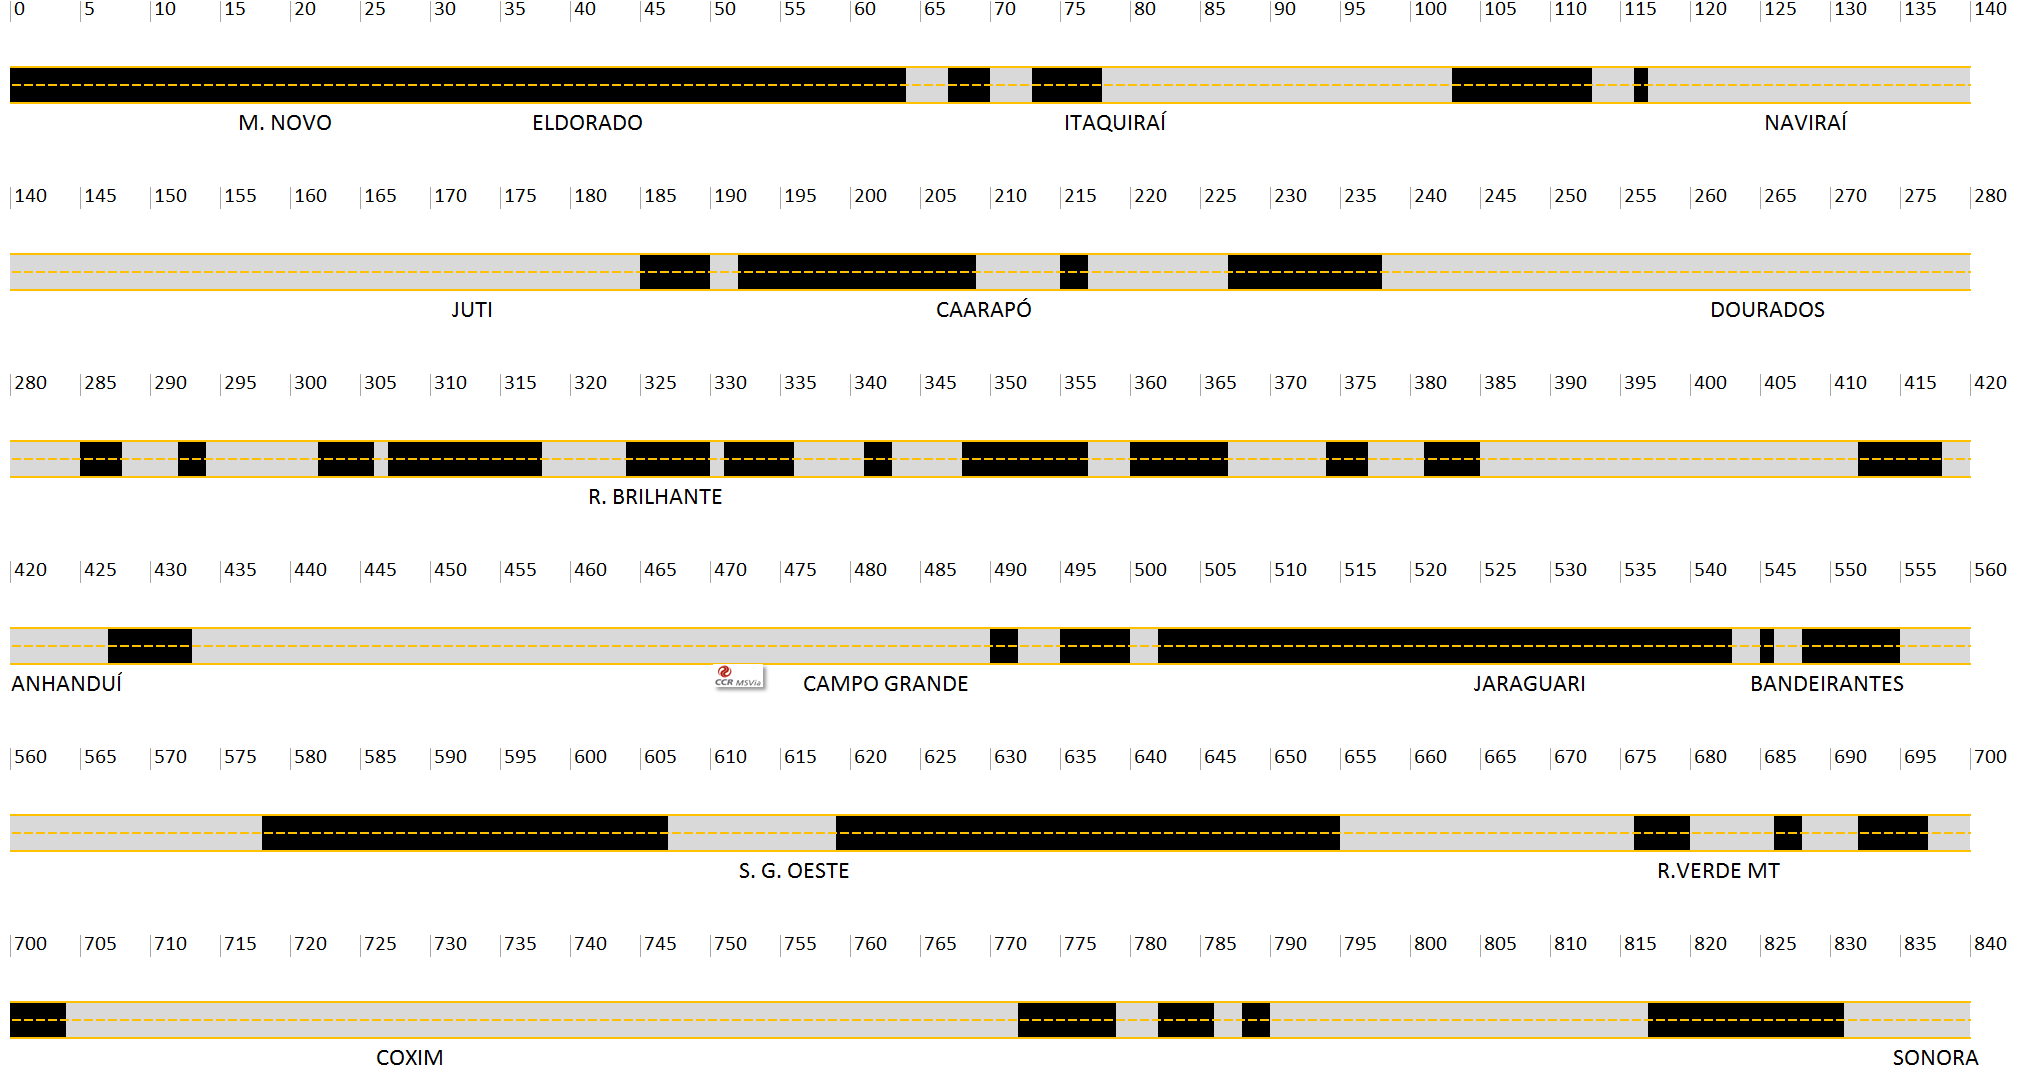 0 5 10 15 20 25 30 35 40 45 50 55 60 65 70 75 80 85 90 95 100 105 110 115 120 125 130 135 140
M. NOVO ELDORADO ITAQUIRAÍ NAVIRAÍ
140 145 150 155 160 165 170 175 180 185 190 195 200 205 210 215 220 225 230 235 240 245 250 255 260 265 270 275 280
JUTI CAARAPÓ DOURADOS
280 285 290 295 300 305 310 315 320 325 330 335 340 345 350 355 360 365 370 375 380 385 390 395 400 405 410 415 420
R. BRILHANTE
420 425 430 435 440 445 450 455 460 465 470 475 480 485 490 495 500 505 510 515 520 525 530 535 540 545 550 555 560
ANHANDUÍ CCR MSVia CAMPO GRANDE JARAGUARI BANDEIRANTES
560 565 570 575 580 585 590 595 600 605 610 615 620 625 630 635 640 645 650 655 660 665 670 675 680 685 690 695 700
S. G. OESTE R.VERDE MT
700 705 710 715 720 725 730 735 740 745 750 755 760 765 770 775 780 785 790 795 800 805 810 815 820 825 830 835 840
COXIM SONORA